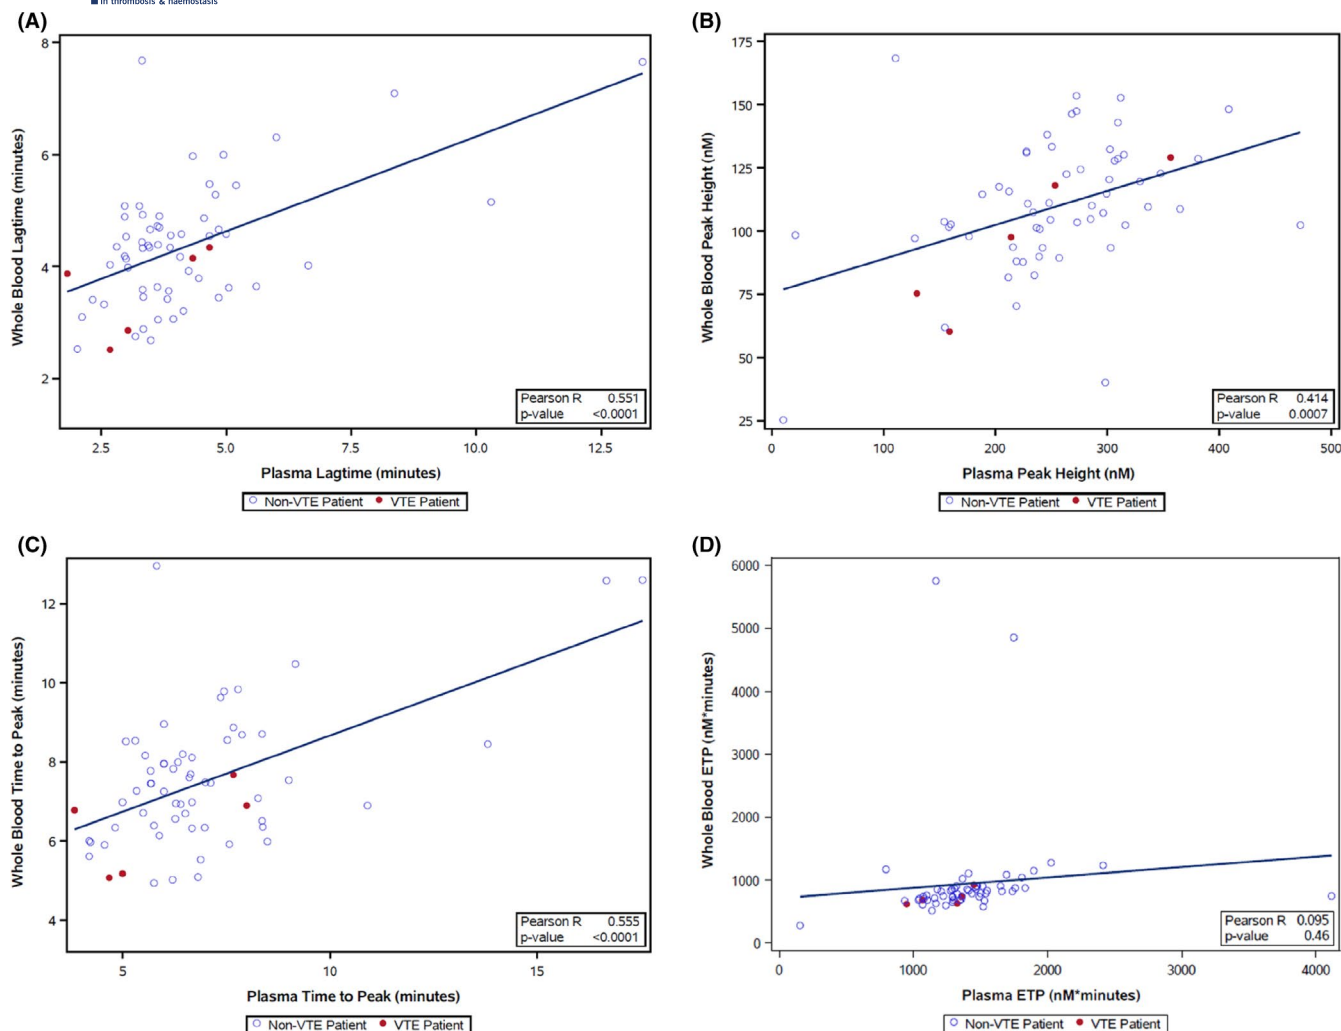 in thrombosis & haemostasis
(A)
8
6
4
2
Whole Blood Lagtime (minutes)
Pearson R 0.551
p-value <0.0001
2.5 5.0 7.5 10.0 12.5
Plasma Lagtime (minutes)
Non-VTE Patient VTE Patient
(B)
175
150
125
100
75
50
25
Whole Blood Peak Height (nM)
Pearson R 0.414
p-value 0.0007
0 100 200 300 400 500
Plasma Peak Height (nM)
Non-VTE Patient VTE Patient
(C)
12
10
8
6
4
Whole Blood Time to Peak (minutes)
Pearson R 0.555
p-value <0.0001
5 10 15
Plasma Time to Peak (minutes)
Non-VTE Patient VTE Patient
(D)
6000
5000
4000
3000
2000
1000
0
Whole Blood ETP (nM*minutes)
Pearson R 0.095
p-value 0.46
0 1000 2000 3000 4000
Plasma ETP (nM*minutes)
Non-VTE Patient VTE Patient